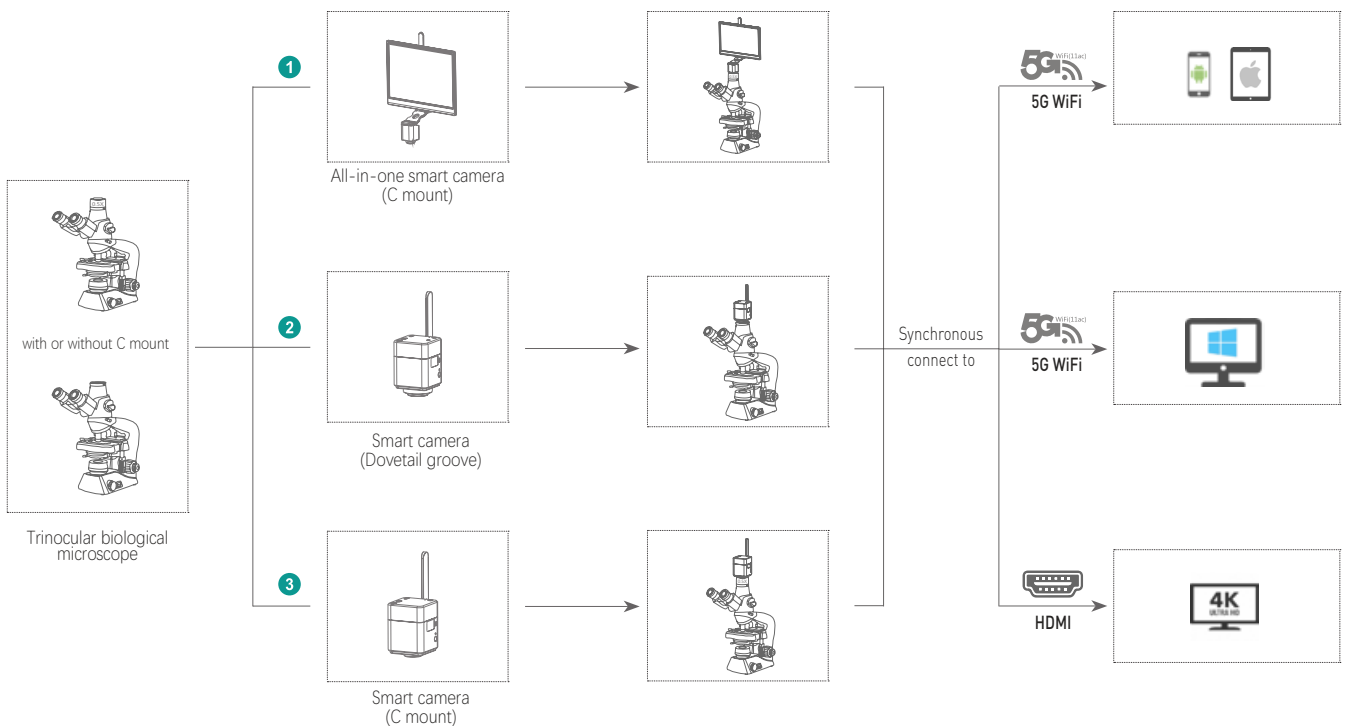 1
All-in-one smart camera
(C mount)
WiFi(11ac)
5G
5G WiFi
0.5X
with or without C mount
Trinocular biological
microscope
2
Smart camera
(Dovetail groove)
Synchronous
connect to
WiFi(11ac)
5G
5G WiFi
3
Smart camera
(C mount)
HDMI
4K
ULTRA HD